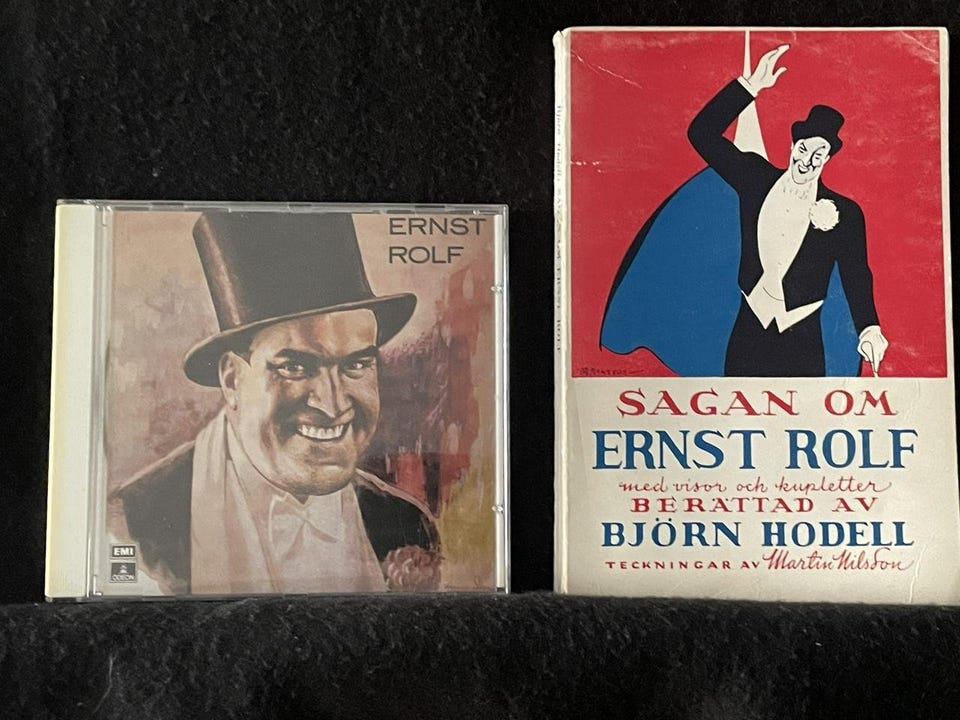 ERNST
ROLF
EMI
ODEON
SAGAN OM
ERNST ROLF
med visor och kupletter
BERÄTTAD AV
BJÖRN HODELL
TECKNINGAR AV Martin Nilsson